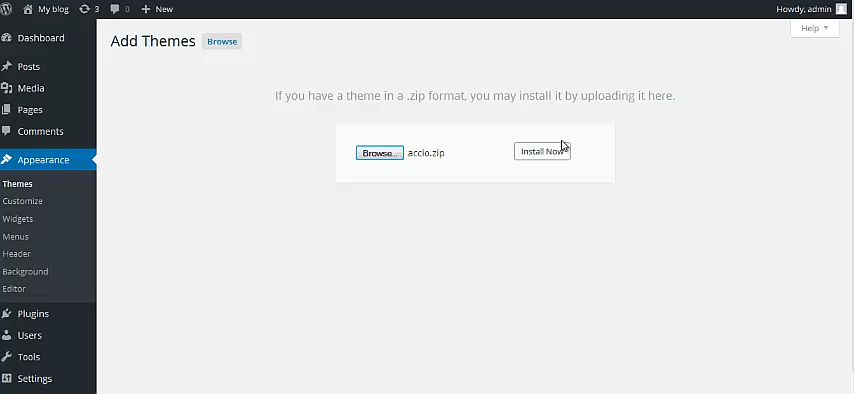 My blog 3 0 New Howdy, admin
Help
Add Themes Browse
Dashboard
Posts
Media
Pages
Comments
Appearance
Themes
Customize
Widgets
Menus
Header
Background
Editor
Plugins
Users
Tools
Settings
If you have a theme in a .zip format, you may install it by uploading it here.
Browse... accio.zip Install Now